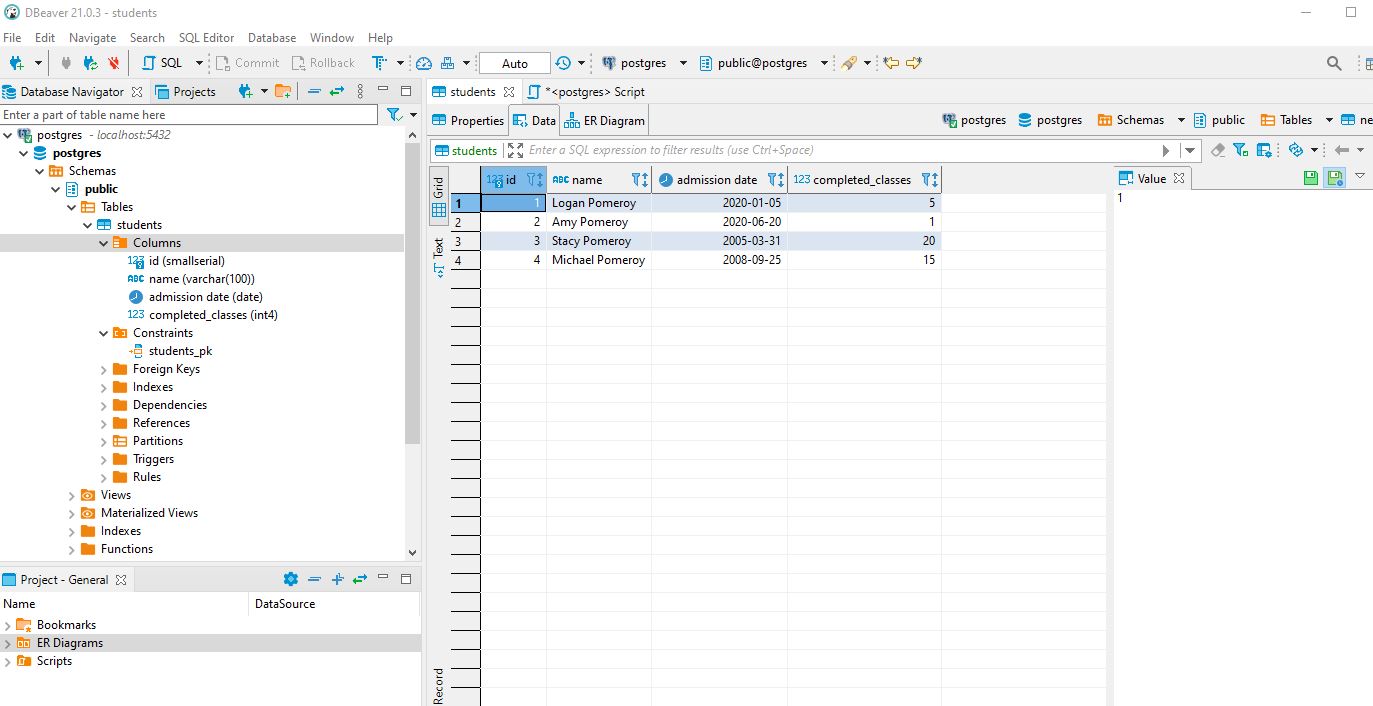 DBeaver 21.0.3 - students
File Edit Navigate Search SQL Editor Database Window Help
SQL Commit Rollback T Auto postgres public@postgres
Database Navigator Projects
Enter a part of table name here
postgres - localhost:5432
postgres
Schemas
public
Tables
students
Columns
id (smallserial)
name (varchar(100))
admission date (date)
completed_classes (int4)
Constraints
students_pk
Foreign Keys
Indexes
Dependencies
References
Partitions
Triggers
Rules
Views
Materialized Views
Indexes
Functions
Project - General
Name DataSource
Bookmarks
ER Diagrams
Scripts
students *<postgres> Script
Properties Data ER Diagram postgres postgres Schemas public Tables ne
students Enter a SQL expression to filter results (use Ctrl+Space)
Grid
Text
Record
123 id ABC name admission date 123 completed_classes
1 1 Logan Pomeroy 2020-01-05 5
2 2 Amy Pomeroy 2020-06-20 1
3 3 Stacy Pomeroy 2005-03-31 20
4 4 Michael Pomeroy 2008-09-25 15
Value
1